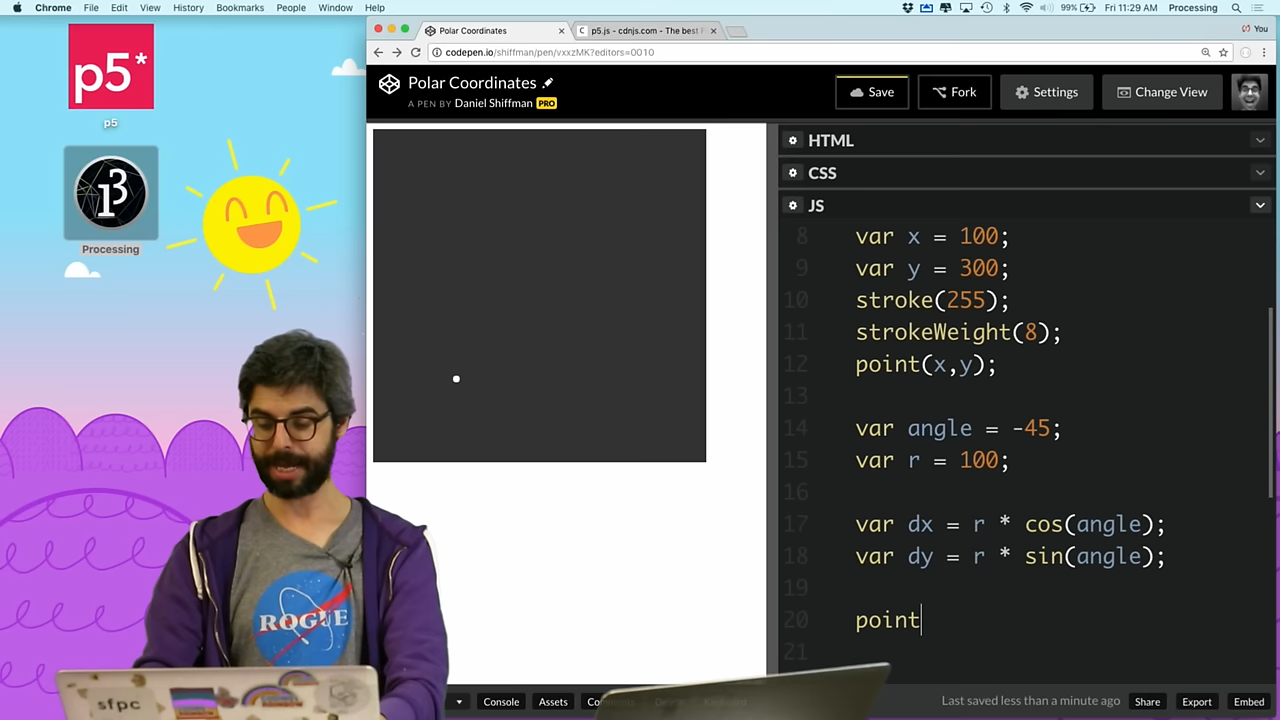 Chrome File Edit View History Bookmarks People Window Help
99% Fri 11:29 AM Processing
p5*
p5
Processing
Polar Coordinates
p5.js - cdnjs.com - The best
You
codepen.io/shiffman/pen/vxxzMK?editors=0010
Polar Coordinates
A PEN BY Daniel Shiffman PRO
Save
Fork
Settings
Change View
HTML
CSS
JS
8 var x = 100;
9 var y = 300;
10 stroke(255);
11 strokeWeight(8);
12 point(x,y);
13
14 var angle = -45;
15 var r = 100;
16
17 var dx = r * cos(angle);
18 var dy = r * sin(angle);
19
20 point
21
ROGUE
sfpc
Console Assets
Keyboard
Last saved less than a minute ago Share Export Embed